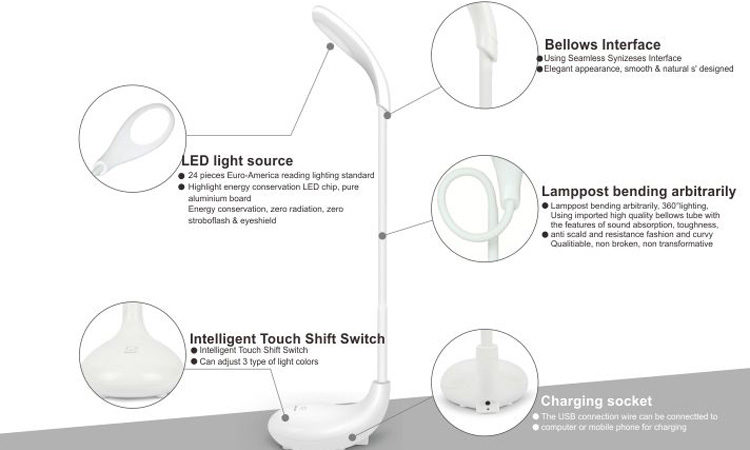 Bellows Interface
Using Seamless Synizeses Interface
Elegant appearance, smooth & natural s' designed
LED light source
24 pieces Euro-America reading lighting standard
Highlight energy conservation LED chip, pure
aluminium board
Energy conservation, zero radiation, zero
stroboflash & eyeshield
Lamppost bending arbitrarily
Lamppost bending arbitrarily, 360°lighting,
Using imported high quality bellows tube with
the features of sound absorption, toughness,
anti scald and resistance fashion and curvy
Qualitiable, non broken, non transformative
Intelligent Touch Shift Switch
Intelligent Touch Shift Switch
Can adjust 3 type of light colors
Charging socket
The USB connection wire can be connectted to
computer or mobile phone for charging